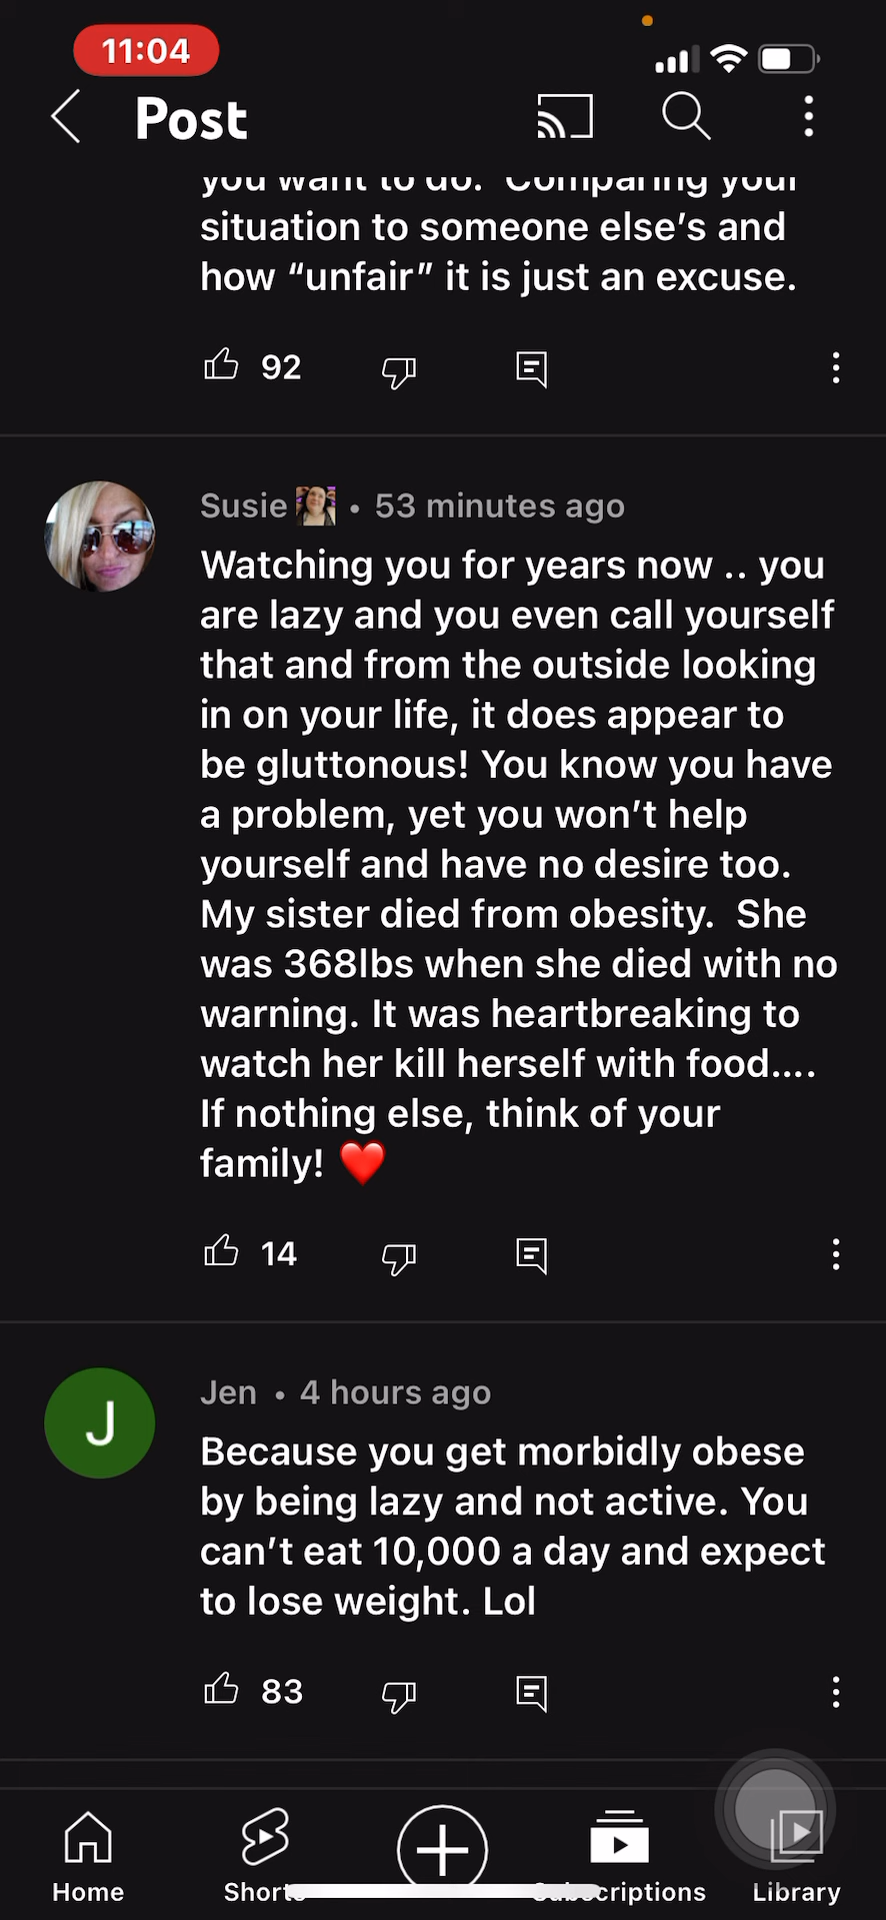 11:04
Post
you want to do.  Comparing your
situation to someone else’s and
how “unfair” it is just an excuse.
92
Susie • 53 minutes ago
Watching you for years now .. you
are lazy and you even call yourself
that and from the outside looking
in on your life, it does appear to
be gluttonous! You know you have
a problem, yet you won’t help
yourself and have no desire too.
My sister died from obesity.  She
was 368lbs when she died with no
warning. It was heartbreaking to
watch her kill herself with food....
If nothing else, think of your
family! ❤️
14
J
Jen • 4 hours ago
Because you get morbidly obese
by being lazy and not active. You
can’t eat 10,000 a day and expect
to lose weight. Lol
83
Home Shorts Subscriptions Library